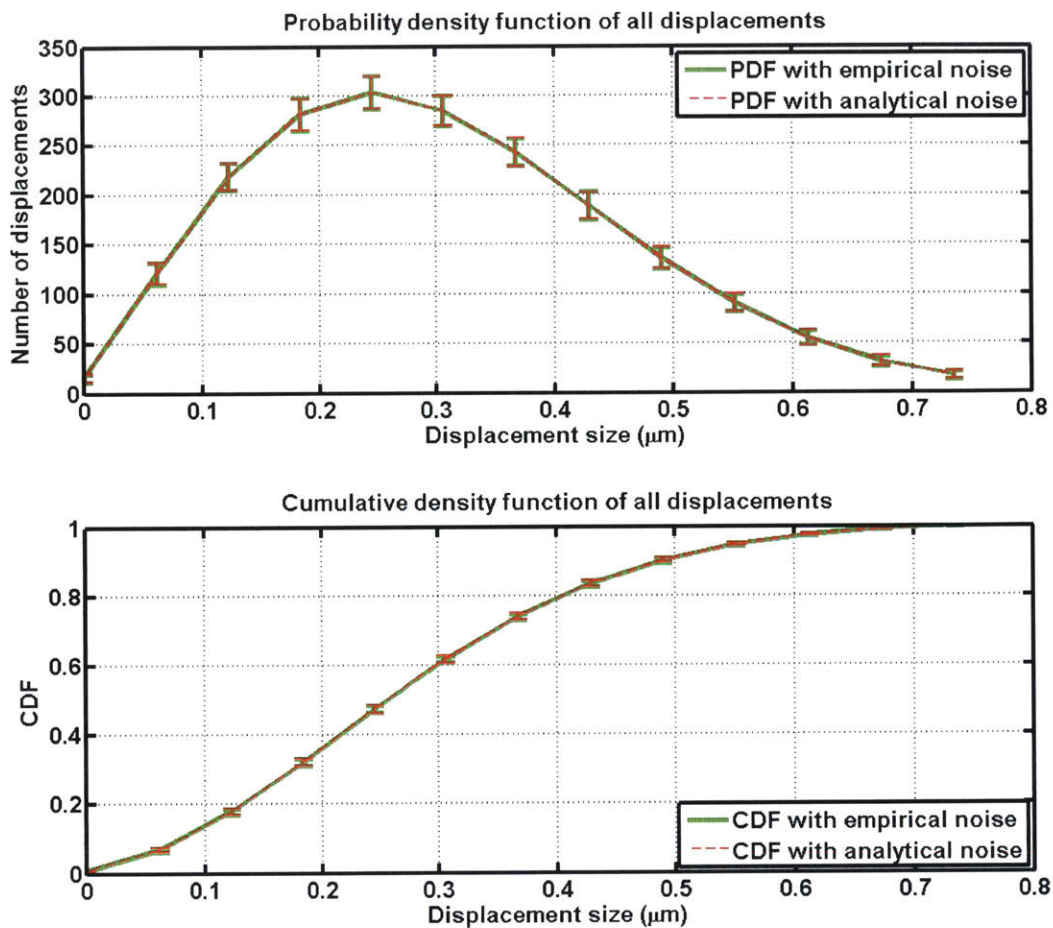 Probability density function of all displacements
350
300
250
200
150
100
50
0
Number of displacements
PDF with empirical noise
PDF with analytical noise
0 0.1 0.2 0.3 0.4 0.5 0.6 0.7 0.8
Displacement size (μm)
Cumulative density function of all displacements
1
0.8
0.6
0.4
0.2
0
CDF
CDF with empirical noise
CDF with analytical noise
0 0.1 0.2 0.3 0.4 0.5 0.6 0.7 0.8
Displacement size (μm)